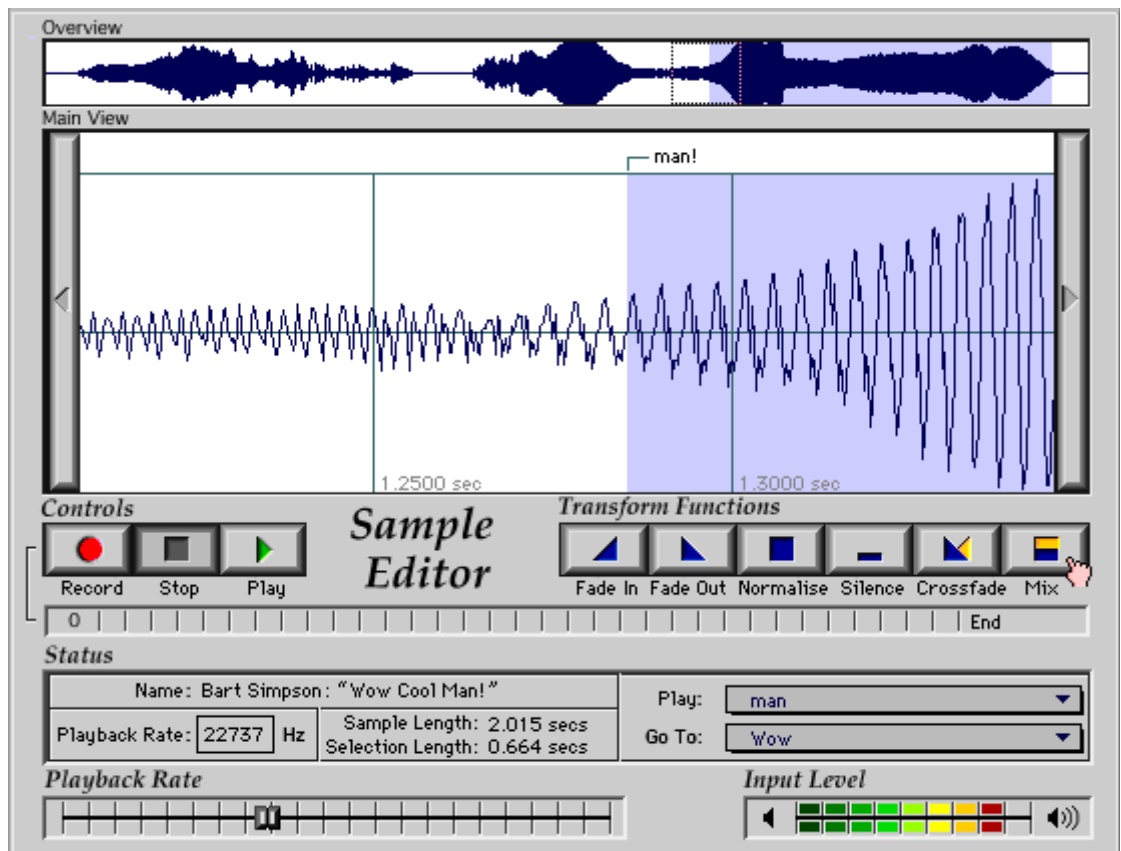 Overview
Main View
man!
1.2500 sec
1.3000 sec
Controls
Sample
Editor
Transform Functions
Record Stop Play
Fade In Fade Out Normalise Silence Crossfade Mix
0 End
Status
Name: Bart Simpson: "Wow Cool Man!"
Playback Rate: 22737 Hz
Sample Length: 2.015 secs
Selection Length: 0.664 secs
Play: man
Go To: Wow
Playback Rate
Input Level